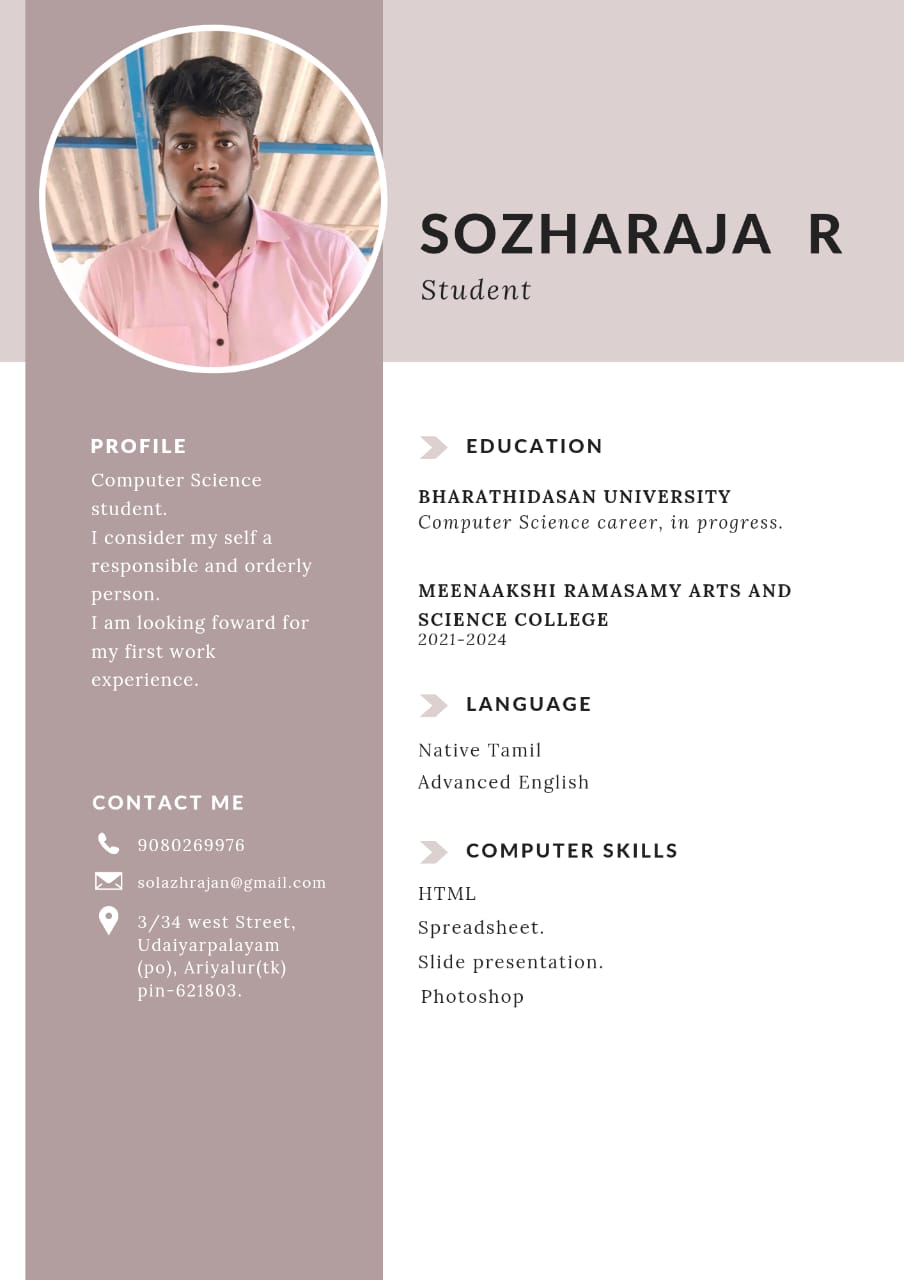 SOZHARAJA R
Student
PROFILE
Computer Science
student.
I consider my self a
responsible and orderly
person.
I am looking foward for
my first work
experience.
CONTACT ME
9080269976
solazhrajan@gmail.com
3/34 west Street,
Udaiyarpalayam
(po), Ariyalur(tk)
pin-621803.
EDUCATION
BHARATHIDASAN UNIVERSITY
Computer Science career, in progress.
MEENAAKSHI RAMASAMY ARTS AND
SCIENCE COLLEGE
2021-2024
LANGUAGE
Native Tamil
Advanced English
COMPUTER SKILLS
HTML
Spreadsheet.
Slide presentation.
Photoshop